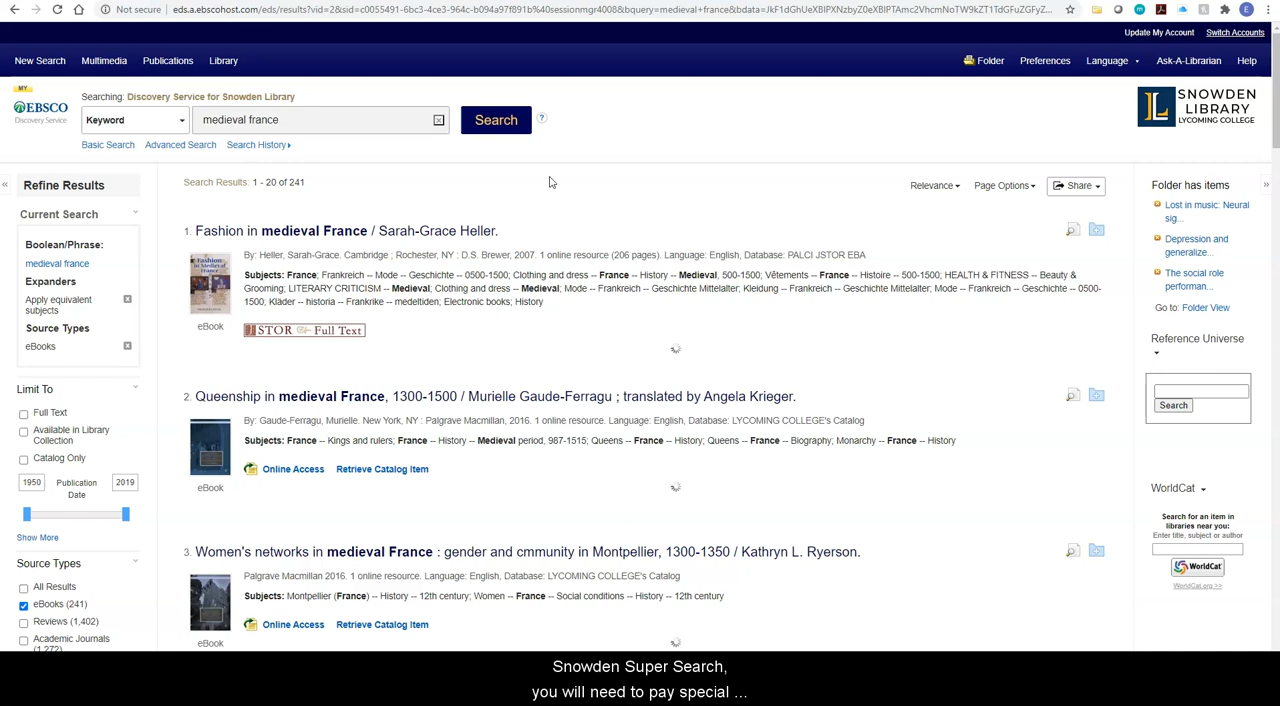 Not secure
eds.a.ebscohost.com/eds/results?vid=2&sid=c0055491-6bc3-4ce3-964c-b094a97f891b%40sessionmgr4008&bquery=medieval+france&bdata=JkF1dGhUeXBIPXNzbyZ0eXBIPTAmc2VhcmNoTW9kZT1TdGFuZGFyZ...
E
Update My Account Switch Accounts
New Search Multimedia Publications Library Folder Preferences Language Ask-A-Librarian Help
MY
EBSCO
Discovery Service
Searching: Discovery Service for Snowden Library
Keyword medieval france Search ?
Basic Search Advanced Search Search History
SNOWDEN
LIBRARY
LYCOMING COLLEGE
« Refine Results
Current Search
Boolean/Phrase:
medieval france
Expanders
Apply equivalent
subjects
Source Types
eBooks
Limit To
Full Text
Available in Library
Collection
Catalog Only
1950 Publication Date 2019
Show More
Source Types
All Results
eBooks (241)
Reviews (1,402)
Academic Journals
(1,272)
Search Results: 1 - 20 of 241
Relevance Page Options Share
1. Fashion in medieval France / Sarah-Grace Heller.
By: Heller, Sarah-Grace. Cambridge ; Rochester, NY : D.S. Brewer, 2007. 1 online resource (206 pages). Language: English, Database: PALCI JSTOR EBA
Subjects: France; Frankreich -- Mode -- Geschichte -- 0500-1500; Clothing and dress -- France -- History -- Medieval, 500-1500; Vêtements -- France -- Histoire -- 500-1500; HEALTH & FITNESS -- Beauty &
Grooming; LITERARY CRITICISM -- Medieval; Clothing and dress -- Medieval; Mode -- Frankreich -- Geschichte Mittelalter; Kleidung -- Frankreich -- Geschichte Mittelalter; Mode -- Frankreich -- Geschichte -- 0500-
1500; Kläder -- historia -- Frankrike -- medeltiden; Electronic books; History
eBook
JSTOR Full Text
2. Queenship in medieval France, 1300-1500 / Murielle Gaude-Ferragu ; translated by Angela Krieger.
By: Gaude-Ferragu, Murielle. New York, NY : Palgrave Macmillan, 2016. 1 online resource. Language: English, Database: LYCOMING COLLEGE's Catalog
Subjects: France -- Kings and rulers; France -- History -- Medieval period, 987-1515; Queens -- France -- History; Queens -- France -- Biography; Monarchy -- France -- History
Online Access Retrieve Catalog Item
eBook
3. Women's networks in medieval France : gender and cmmunity in Montpellier, 1300-1350 / Kathryn L. Ryerson.
Palgrave Macmillan 2016. 1 online resource. Language: English, Database: LYCOMING COLLEGE's Catalog
Subjects: Montpellier (France) -- History -- 12th century; Women -- France -- Social conditions -- History -- 12th century
Online Access Retrieve Catalog Item
eBook
Folder has items »
Lost in music: Neural
sig...
Depression and
generalize...
The social role
performan...
Go to: Folder View
Reference Universe
Search
WorldCat
Search for an item in
libraries near you:
Enter title, subject or author
WorldCat
WorldCat.org >>
Snowden Super Search,
you will need to pay special ...